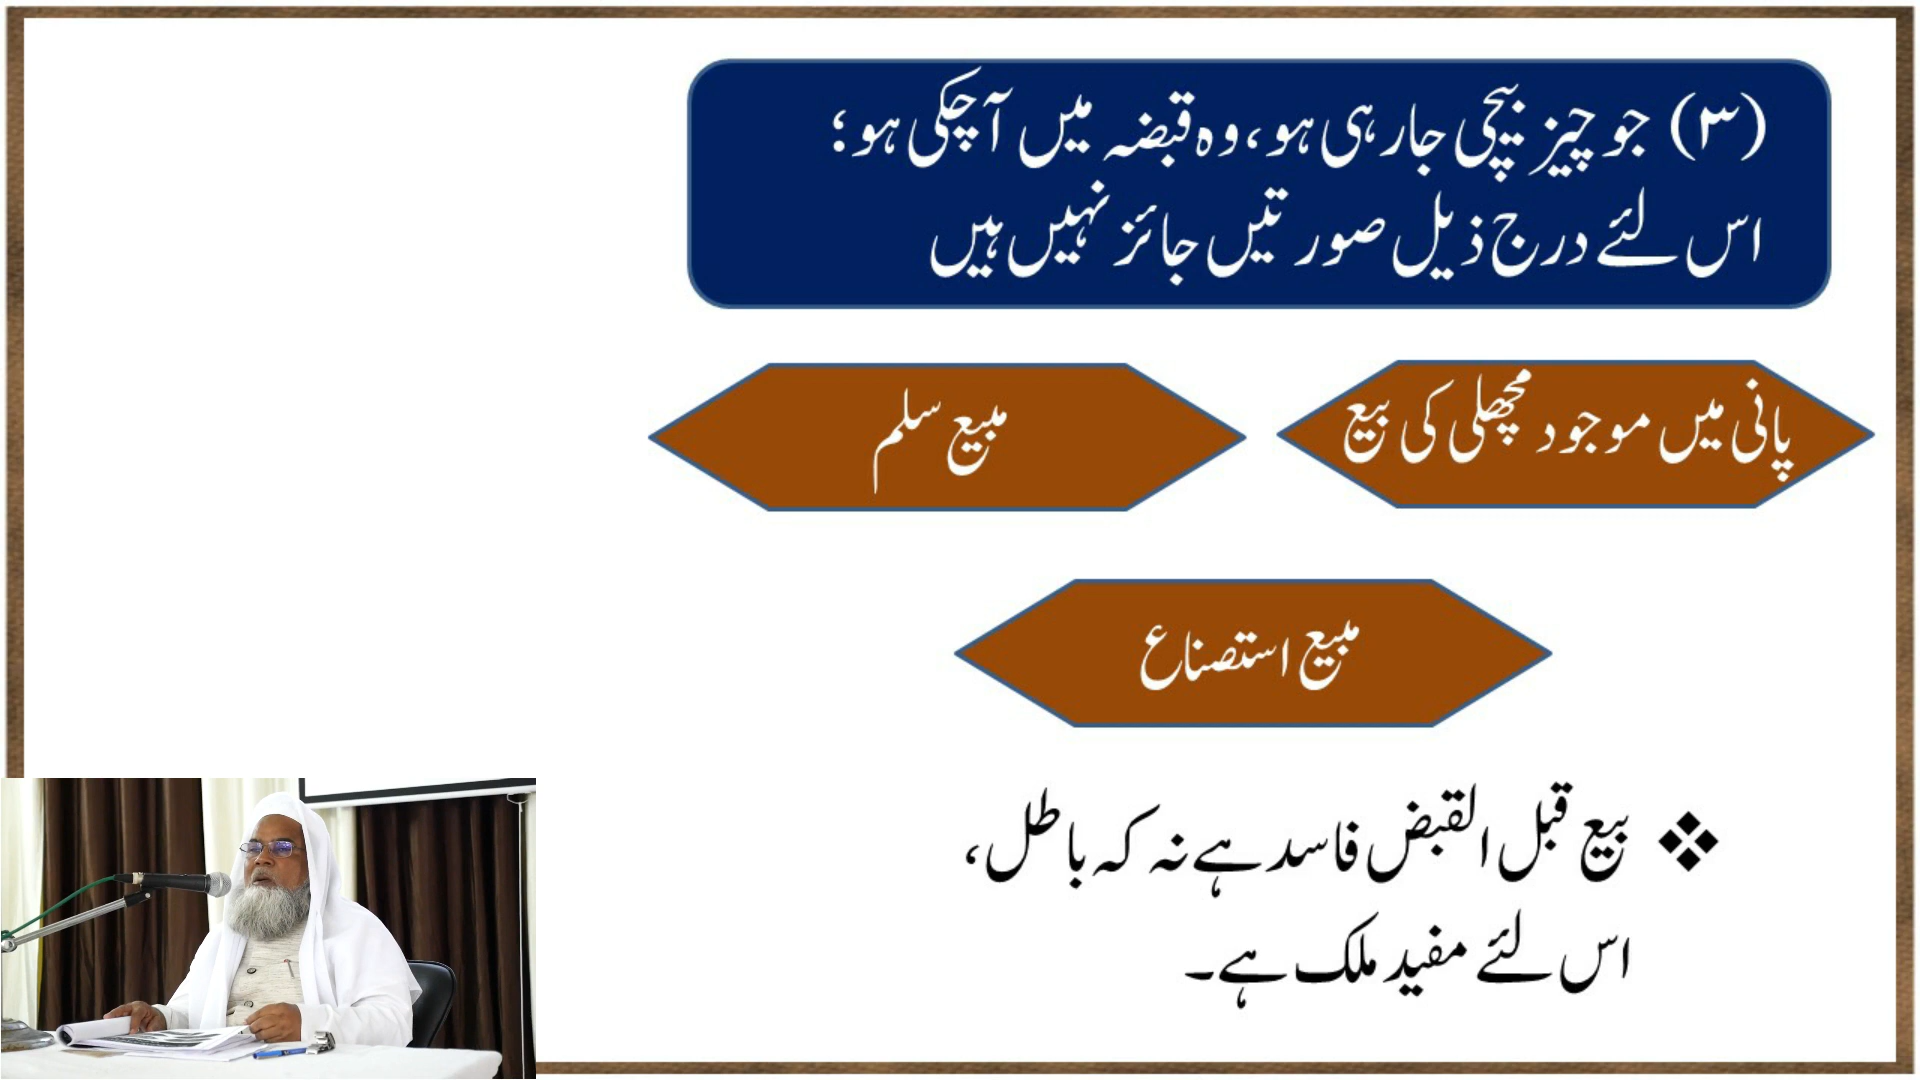 (۳) جو چیز بیچی جارہی ہو، وہ قبضہ میں آچکی ہو؛
اس لئے درج ذیل صورتیں جائز نہیں ہیں
پانی میں موجود مچھلی کی بیع
مبیع سلم
مبیع استصناع
❖ بیع قبل القبض فاسد ہے نہ کہ باطل،
اس لئے مفید ملک ہے۔